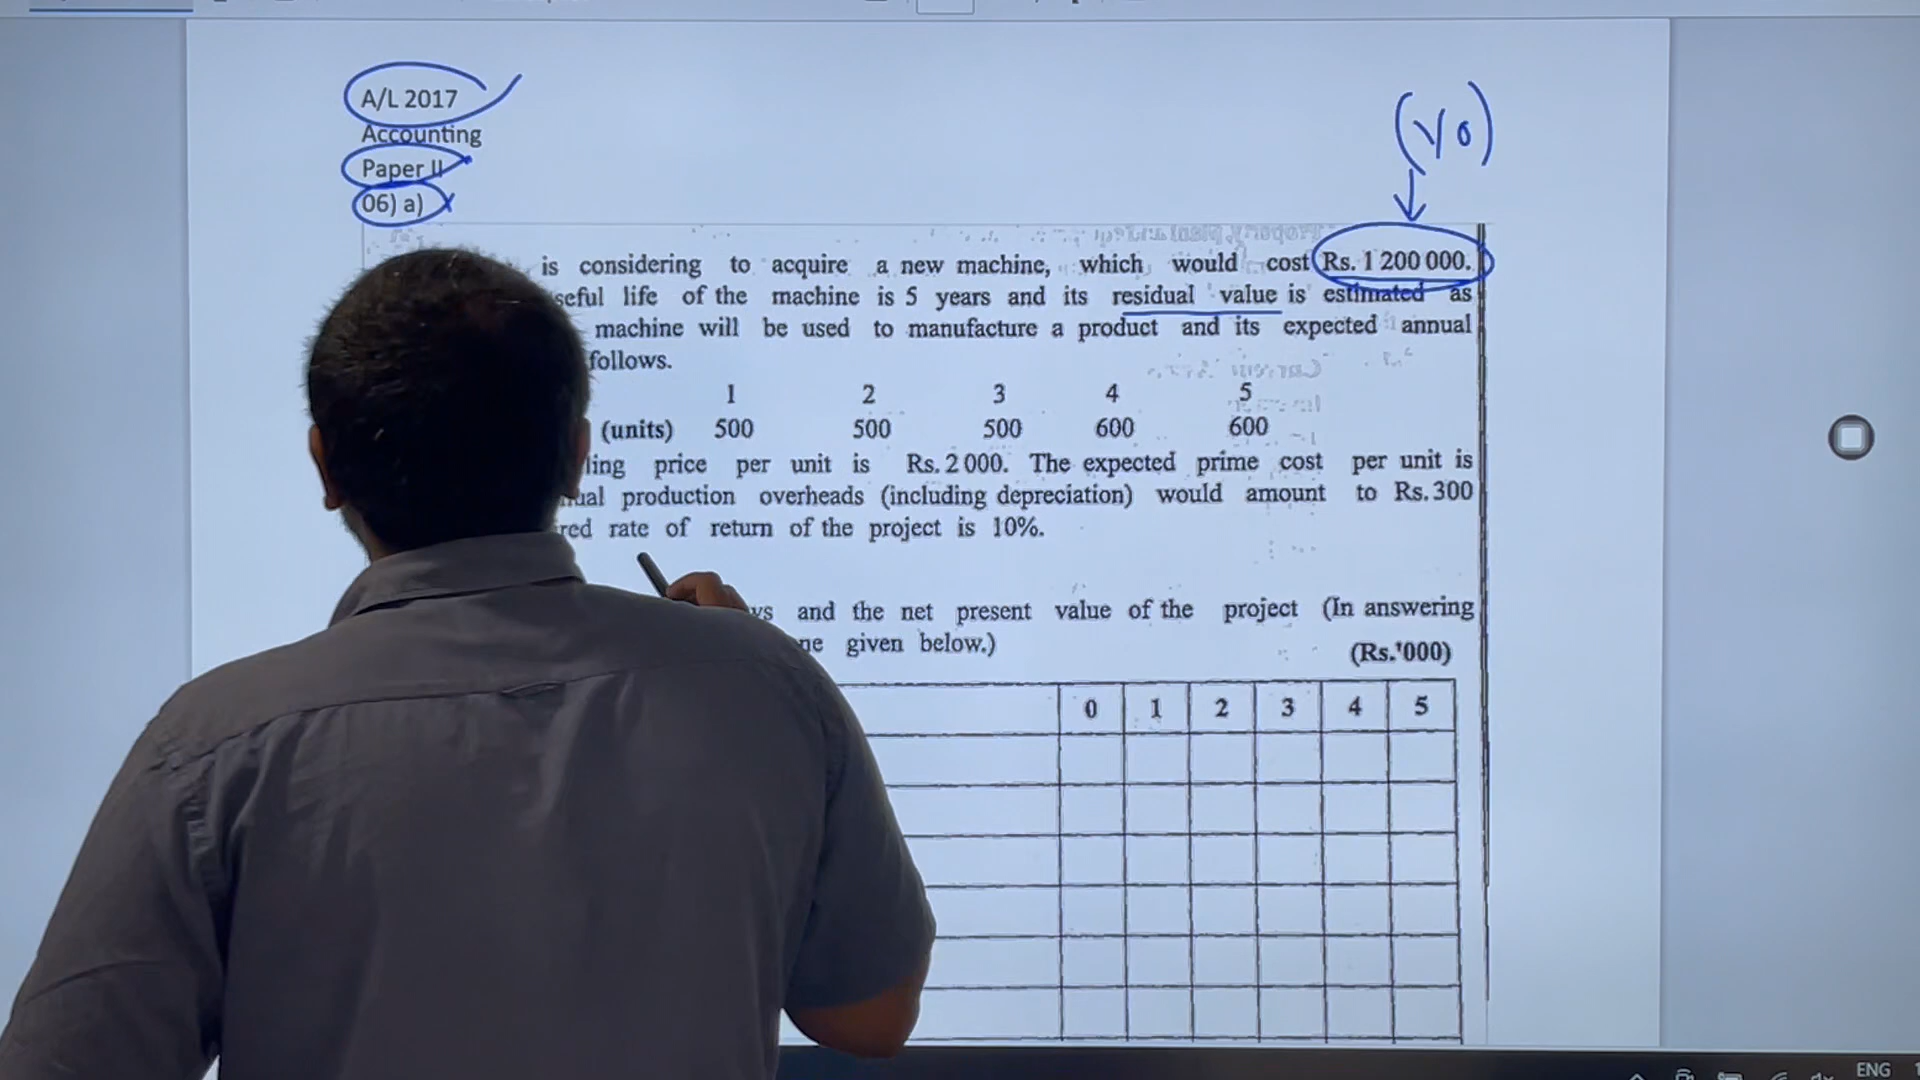 A/L 2017
Accounting
Paper II
06) a)
(Y0)
is considering to acquire a new machine, which would cost Rs. 1 200 000.
seful life of the machine is 5 years and its residual value is estimated as
machine will be used to manufacture a product and its expected annual
follows.
1 2 3 4 5
(units) 500 500 500 600 600
ling price per unit is Rs. 2 000. The expected prime cost per unit is
ual production overheads (including depreciation) would amount to Rs. 300
red rate of return of the project is 10%.
ws and the net present value of the project (In answering
ne given below.)
(Rs.'000)
0 1 2 3 4 5
ENG